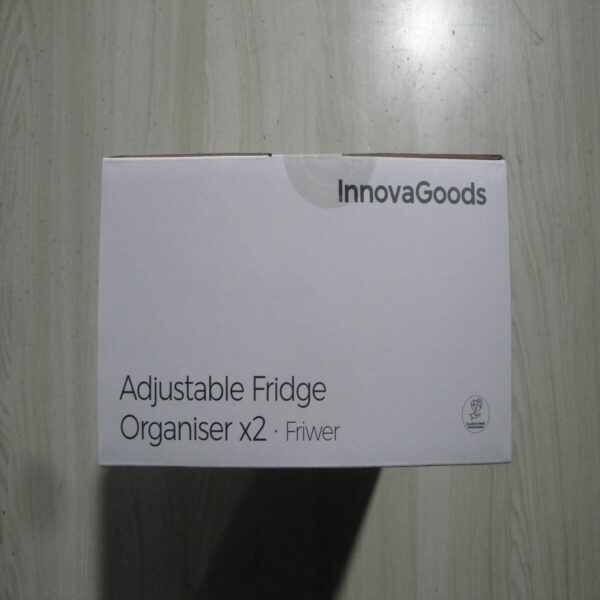 InnovaGoods
Adjustable Fridge
Organiser x2 · Friwer